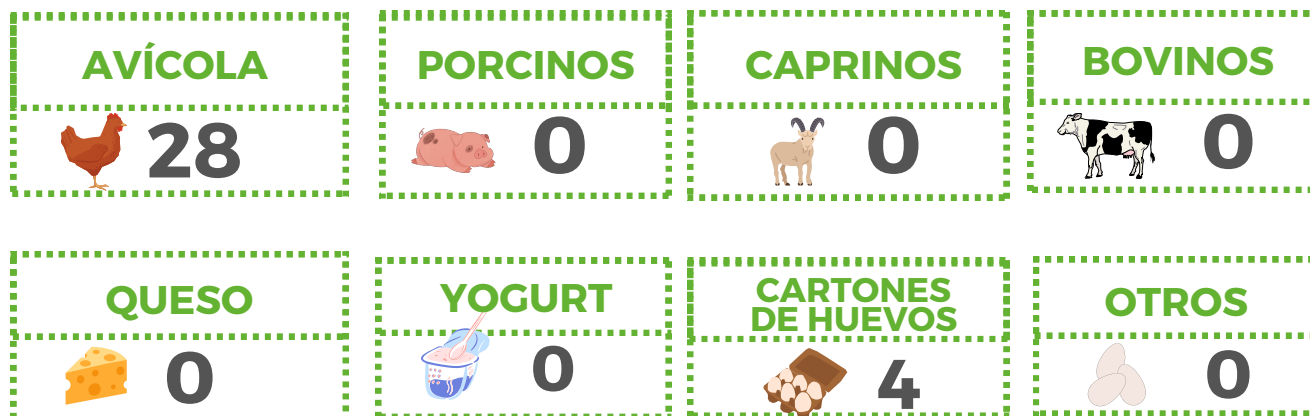 AVÍCOLA
28
PORCINOS
0
CAPRINOS
0
BOVINOS
0
QUESO
0
YOGURT
0
CARTONES
DE HUEVOS
4
OTROS
0